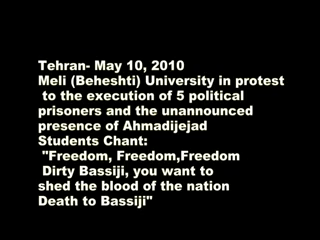 Tehran- May 10, 2010
Meli (Beheshti) University in protest
to the execution of 5 political
prisoners and the unannounced
presence of Ahmadijejad
Students Chant:
"Freedom, Freedom,Freedom
Dirty Bassiji, you want to
shed the blood of the nation
Death to Bassiji"